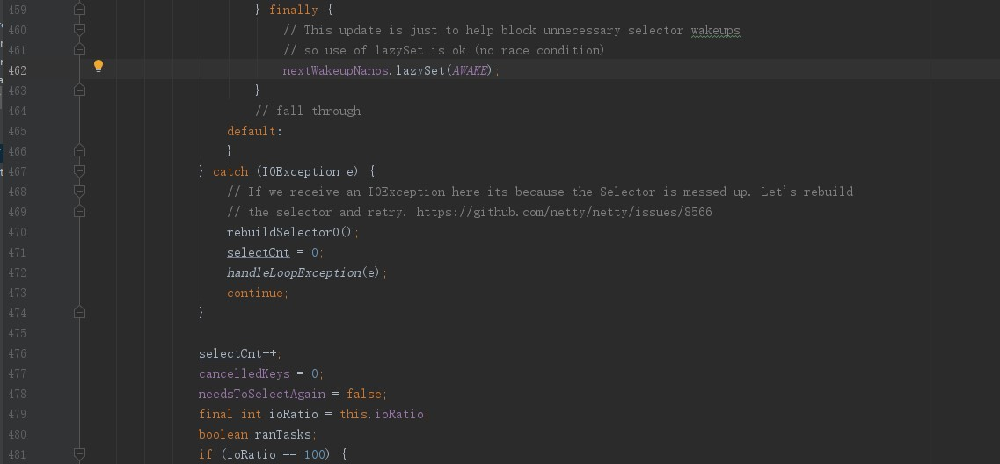 459 } finally {
460 // This update is just to help block unnecessary selector wakeups
461 // so use of lazySet is ok (no race condition)
462 nextWakeupNanos.lazySet(AWAKE);
463 }
464 // fall through
465 default:
466 }
467 } catch (IOException e) {
468 // If we receive an IOException here its because the Selector is messed up. Let's rebuild
469 // the selector and retry. https://github.com/netty/netty/issues/8566
470 rebuildSelector0();
471 selectCnt = 0;
472 handleLoopException(e);
473 continue;
474 }
475
476 selectCnt++;
477 cancelledKeys = 0;
478 needsToSelectAgain = false;
479 final int ioRatio = this.ioRatio;
480 boolean ranTasks;
481 if (ioRatio == 100) {